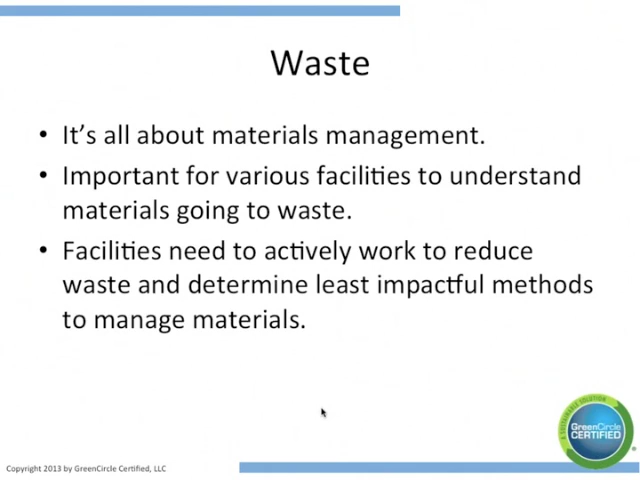 Waste
• It's all about materials management.
• Important for various facilities to understand
materials going to waste.
• Facilities need to actively work to reduce
waste and determine least impactful methods
to manage materials.
A SUSTAINABLE SOLUTION
GreenCircle
CERTIFIED
®
Copyright 2013 by GreenCircle Certified, LLC